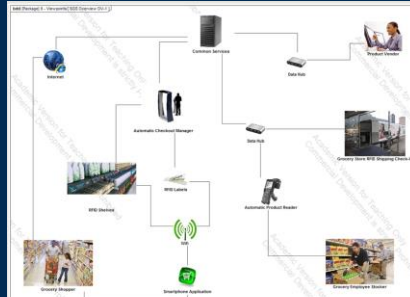 Common Services
Product Vendor
Internet
Data Hub
Automatic Checkout Manager
Data Hub
Grocery Store RFID Shipping Check-i
RFID Labels
RFID Shelves
Automatic Product Reader
Wifi
Grocery Shopper
Smartphone Application
Grocery Employee Stocker